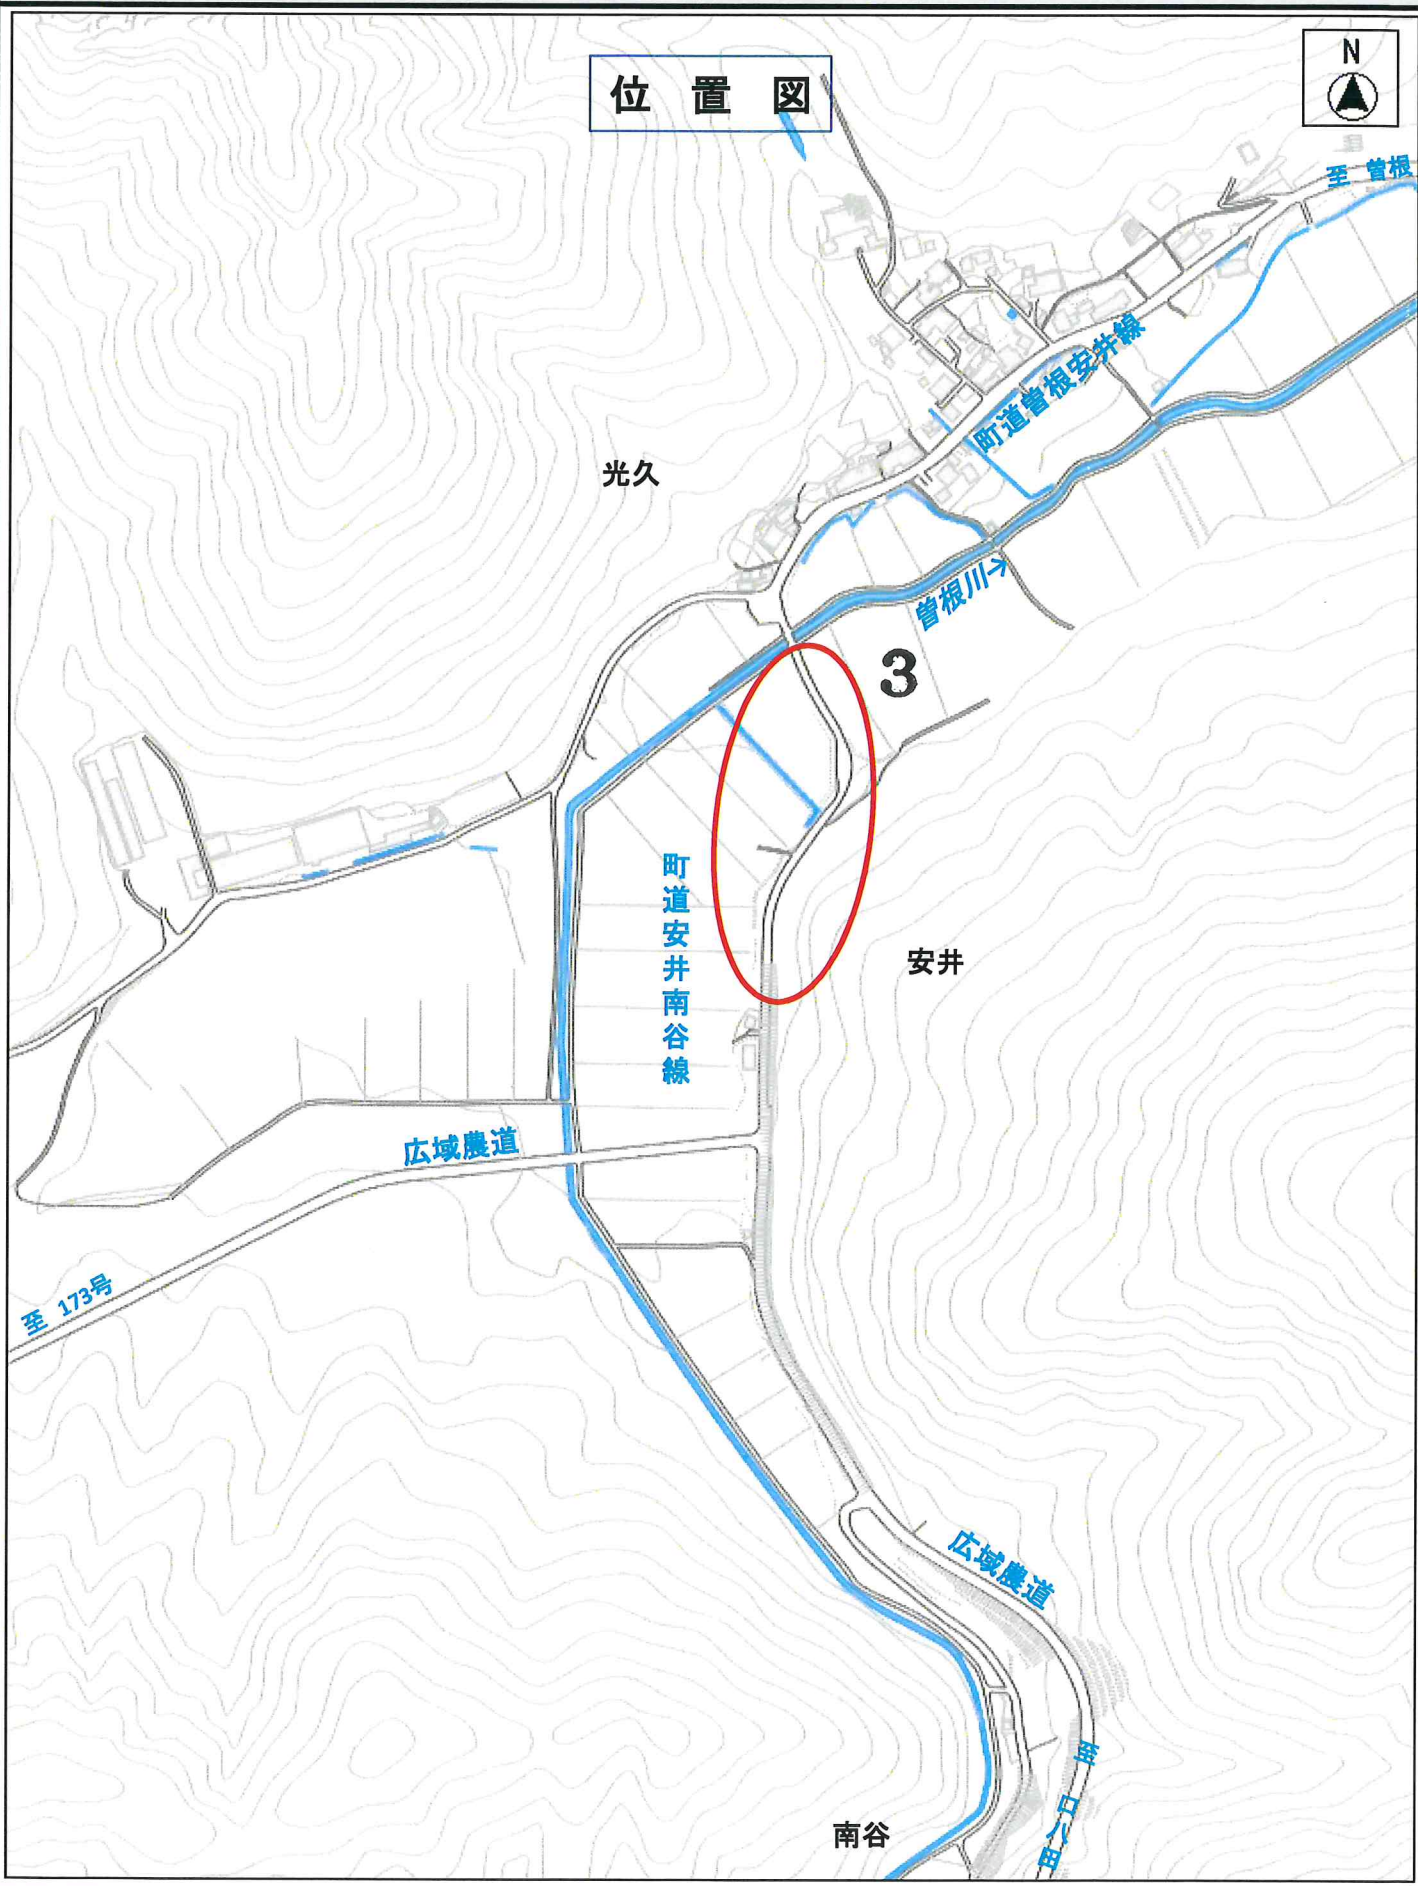 位置図
N
至 曽根
町道曽根安井線
光久
曽根川→
3
町道安井南谷線
安井
広域農道
至 173号
広域農道
至 口八田
南谷